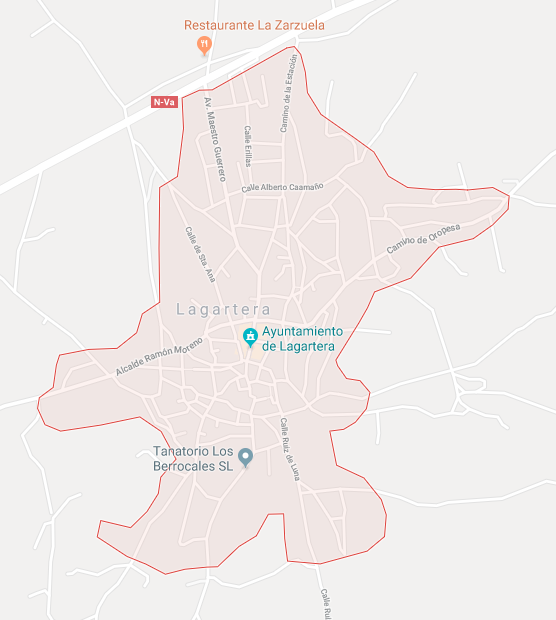 Restaurante La Zarzuela
N-Va
Av. Maestro Guerrero
Calle Erillas
Camino de la Estación
Calle Alberto Caamaño
Camino de Oropesa
Calle de Sta. Ana
Lagartera
Ayuntamiento
de Lagartera
Alcalde Ramón Moreno
Calle Ruiz de Luna
Tanatorio Los
Berrocales SL
Calle Rui